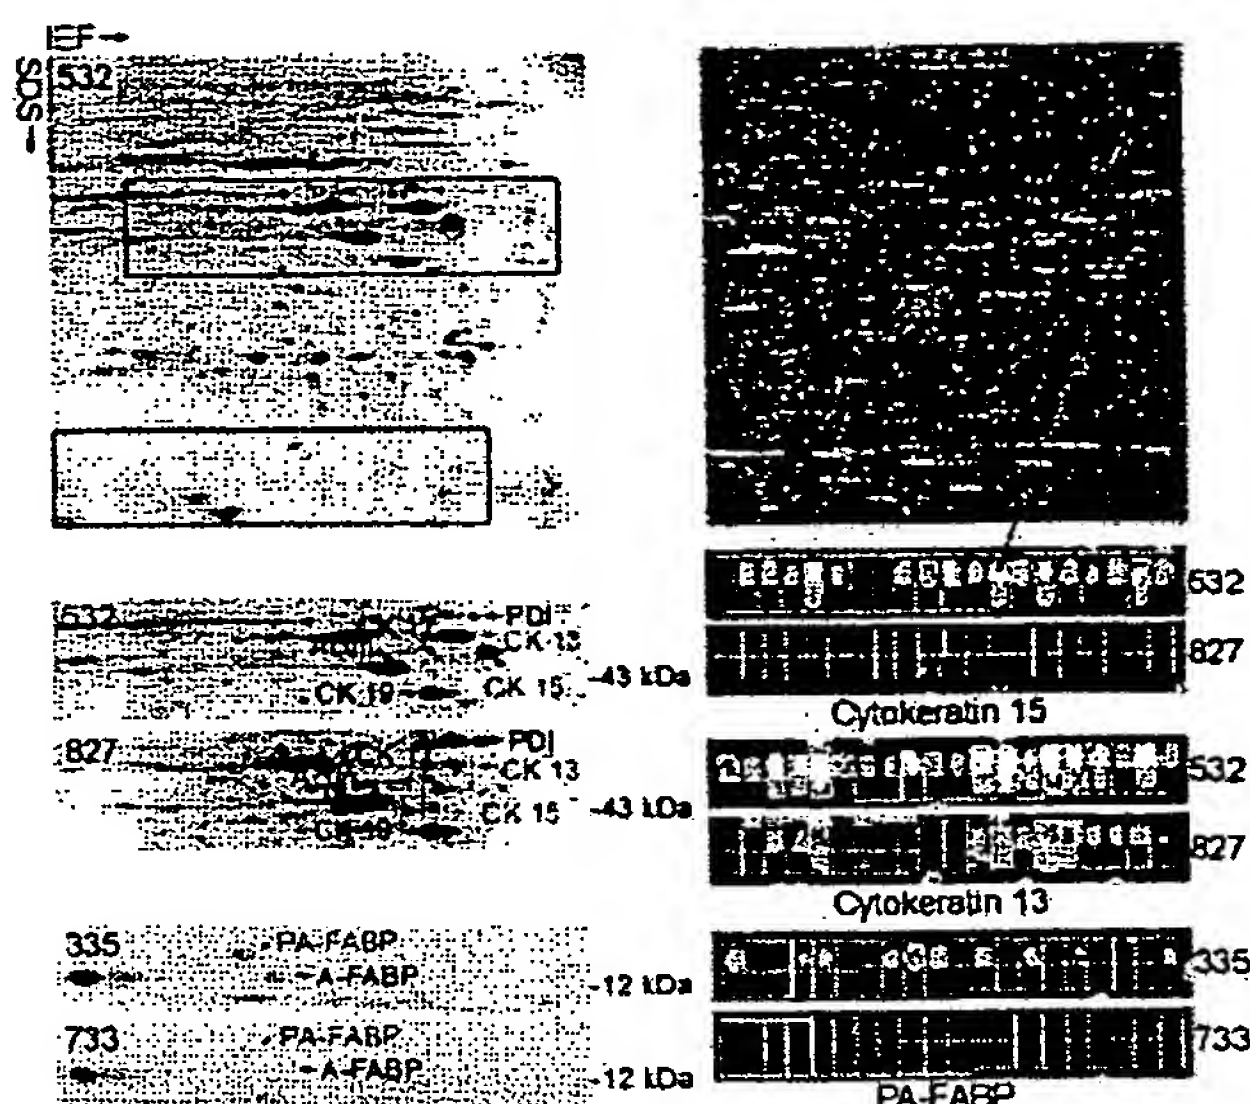 IEF→
SDS→
532
532
PDI
CK 13
CK 19
CK 15
-43 kDa
827
PDI
CK 13
CK 15
-43 kDa
CK 19
335
PA-FABP
A-FABP
-12 kDa
733
PA-FABP
A-FABP
-12 kDa
532
827
Cytokeratin 15
532
827
Cytokeratin 13
335
733
PA-FABP